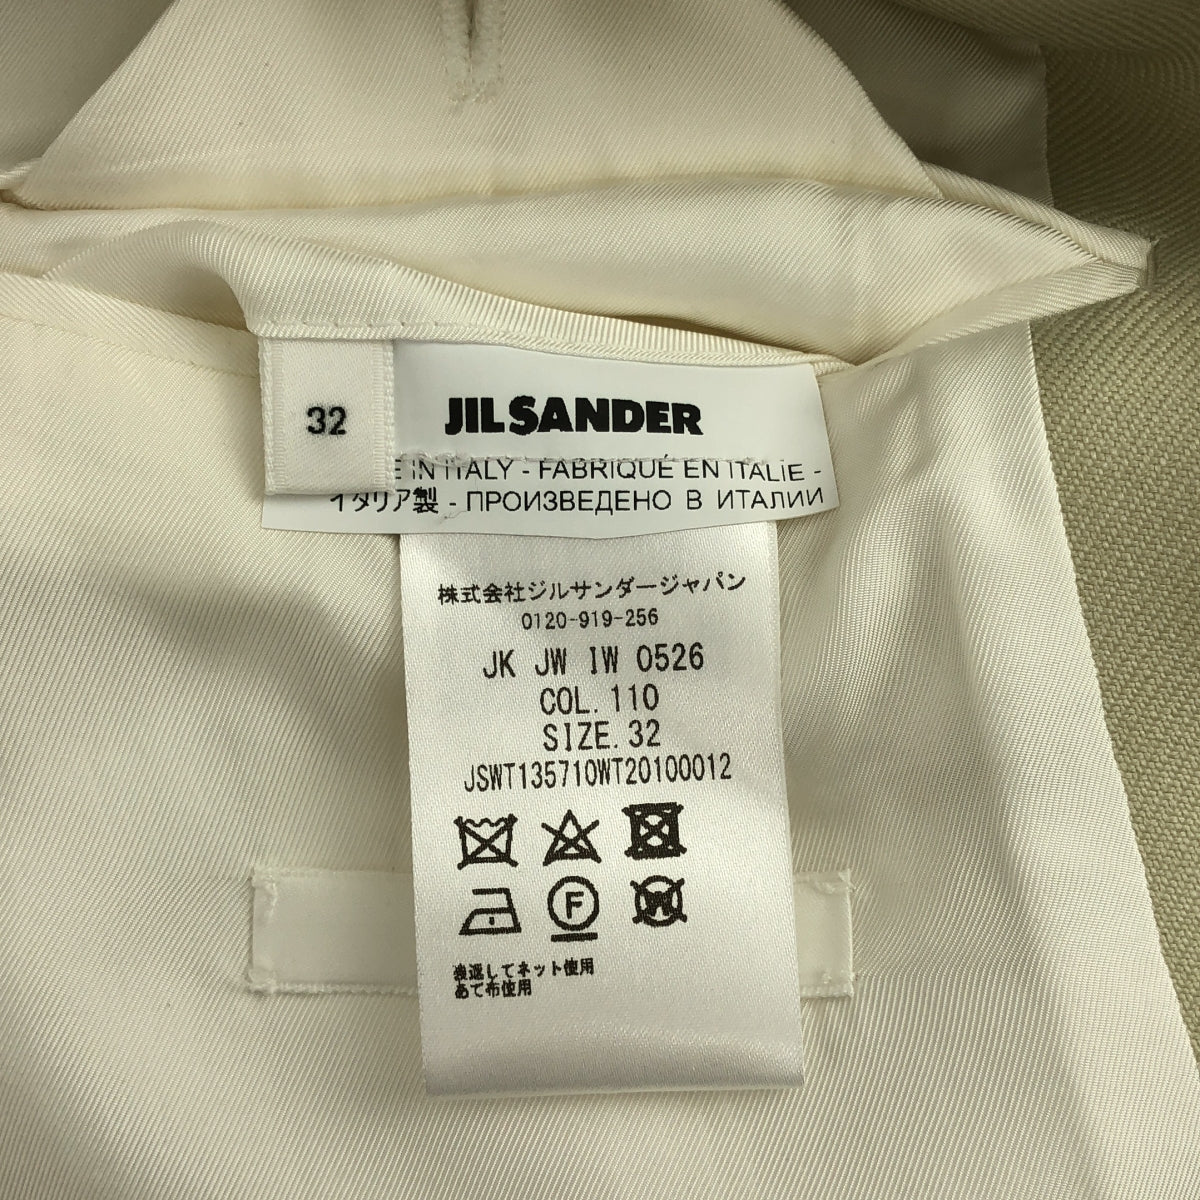 32
JIL SANDER
E IN ITALY - FABRIQUÉ EN ITALIE -
イタリア製 - ПРОИЗВЕДЕНО В ИТАЛИИ
株式会社ジルサンダージャパン
0120-919-256
JK JW IW 0526
COL. 110
SIZE. 32
JSWT135710WT20100012
F
W
裏返してネット使用
あて布使用